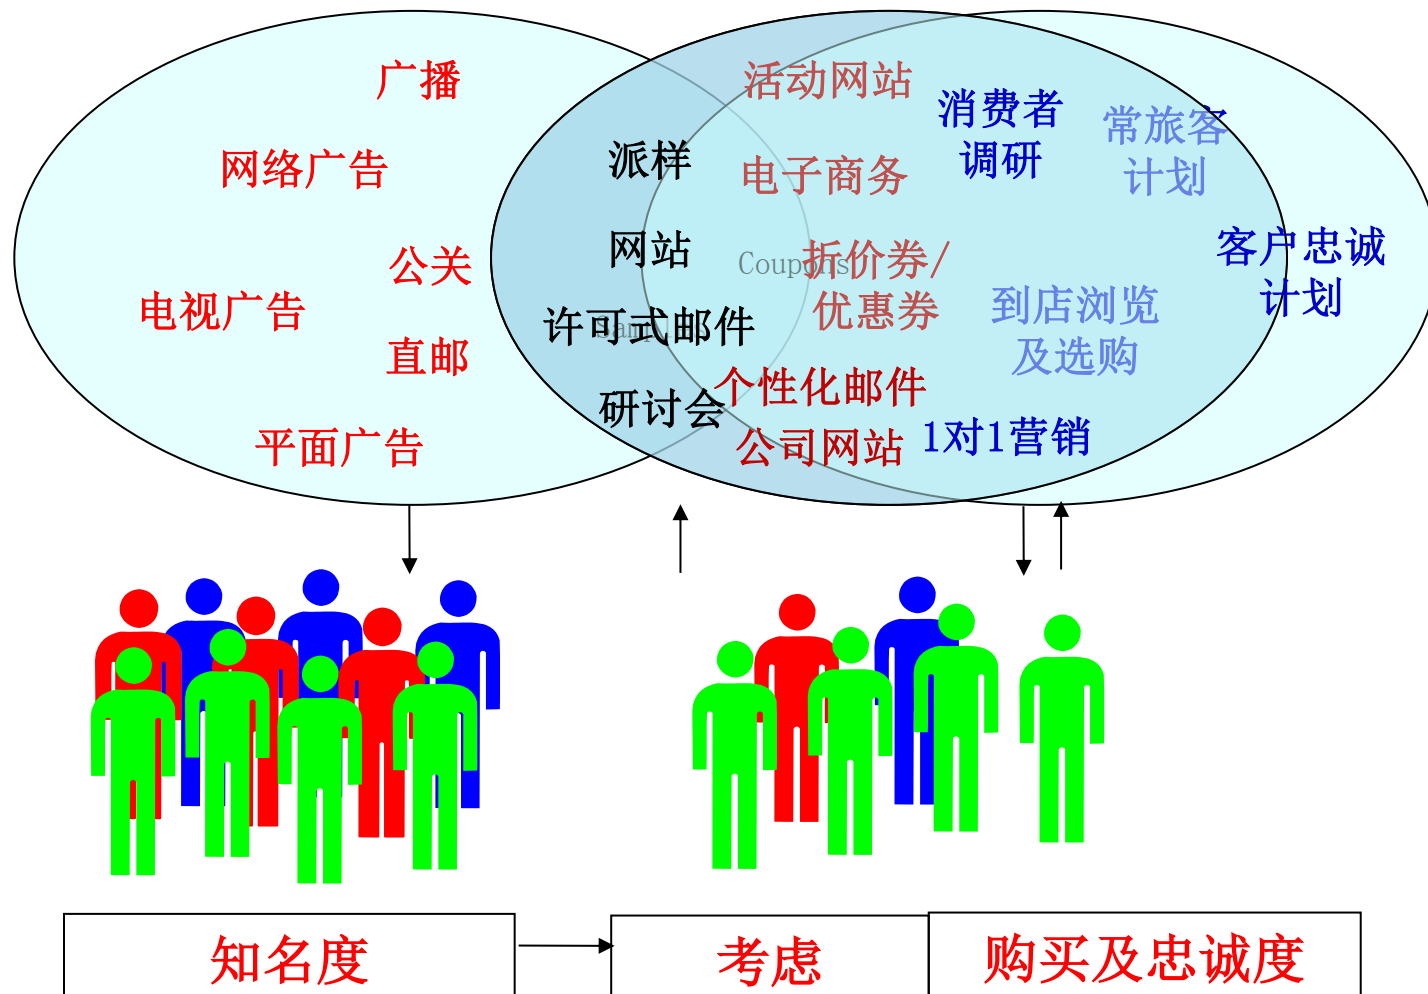 广播
网络广告
公关
电视广告
直邮
平面广告
派样
网站
许可式邮件
研讨会
活动网站
电子商务
Coupons
折价券/
优惠券
个性化邮件
公司网站
消费者
调研
常旅客
计划
到店浏览
及选购
1对1营销
客户忠诚
计划
知名度
考虑
购买及忠诚度